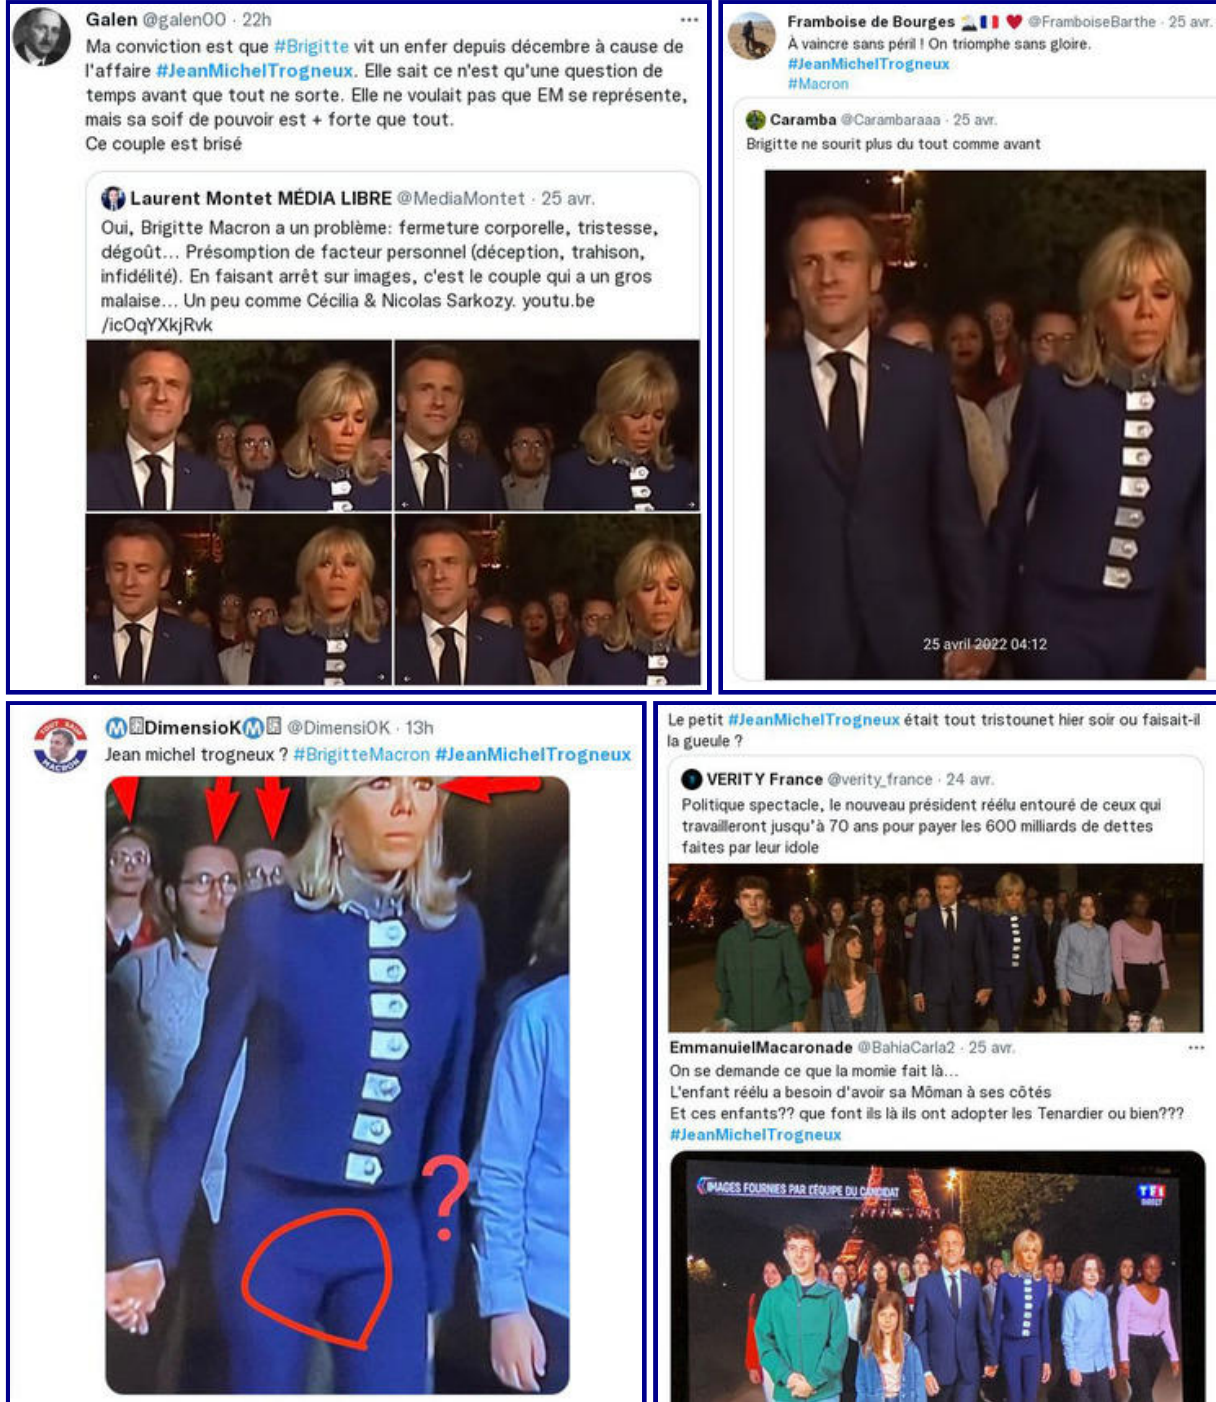 Galen @galen00 · 22h
Ma conviction est que #Brigitte vit un enfer depuis décembre à cause de
l'affaire #JeanMichelTrogneux. Elle sait ce n'est qu'une question de
temps avant que tout ne sorte. Elle ne voulait pas que EM se représente,
mais sa soif de pouvoir est + forte que tout.
Ce couple est brisé
Laurent Montet MÉDIA LIBRE @MediaMontet · 25 avr.
Oui, Brigitte Macron a un problème: fermeture corporelle, tristesse,
dégoût... Présomption de facteur personnel (déception, trahison,
infidélité). En faisant arrêt sur images, c'est le couple qui a un gros
malaise... Un peu comme Cécilia & Nicolas Sarkozy. youtu.be
/icOqYXkjRvk
Framboise de Bourges @FramboiseBarthe · 25 avr.
À vaincre sans péril ! On triomphe sans gloire.
#JeanMichelTrogneux
#Macron
Caramba @Carambaraaa · 25 avr.
Brigitte ne sourit plus du tout comme avant
25 avril 2022 04:12
TOUT SAUF
MACRON
DimensioK @Dimensi0K · 13h
Jean michel trogneux ? #BrigitteMacron #JeanMichelTrogneux
?
Le petit #JeanMichelTrogneux était tout tristounet hier soir ou faisait-il
la gueule ?
VERITY France @verity_france · 24 avr.
Politique spectacle, le nouveau président réélu entouré de ceux qui
travailleront jusqu'à 70 ans pour payer les 600 milliards de dettes
faites par leur idole
EmmanuielMacaronade @BahiaCarla2 · 25 avr.
On se demande ce que la momie fait là...
L'enfant réélu a besoin d'avoir sa Môman à ses côtés
Et ces enfants?? que font ils là ils ont adopter les Tenardier ou bien???
#JeanMichelTrogneux
IMAGES FOURNIES PAR L'ÉQUIPE DU CANDIDAT
TF1
DIRECT